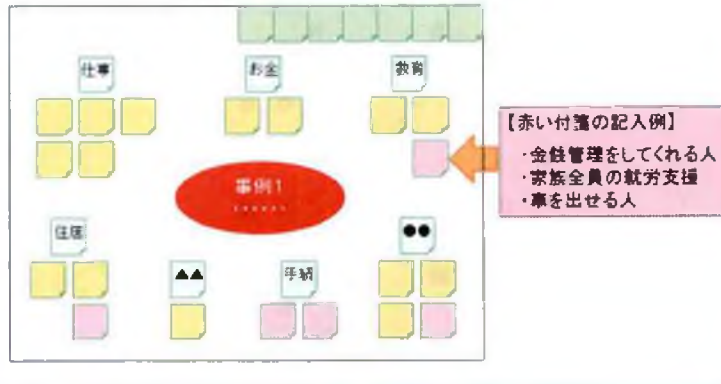 仕事
お金
教育
【赤い付箋の記入例】
・金銭管理をしてくれる人
・家族全員の就労支援
・車を出せる人
事例1
······
住居
▲▲
手続
●●